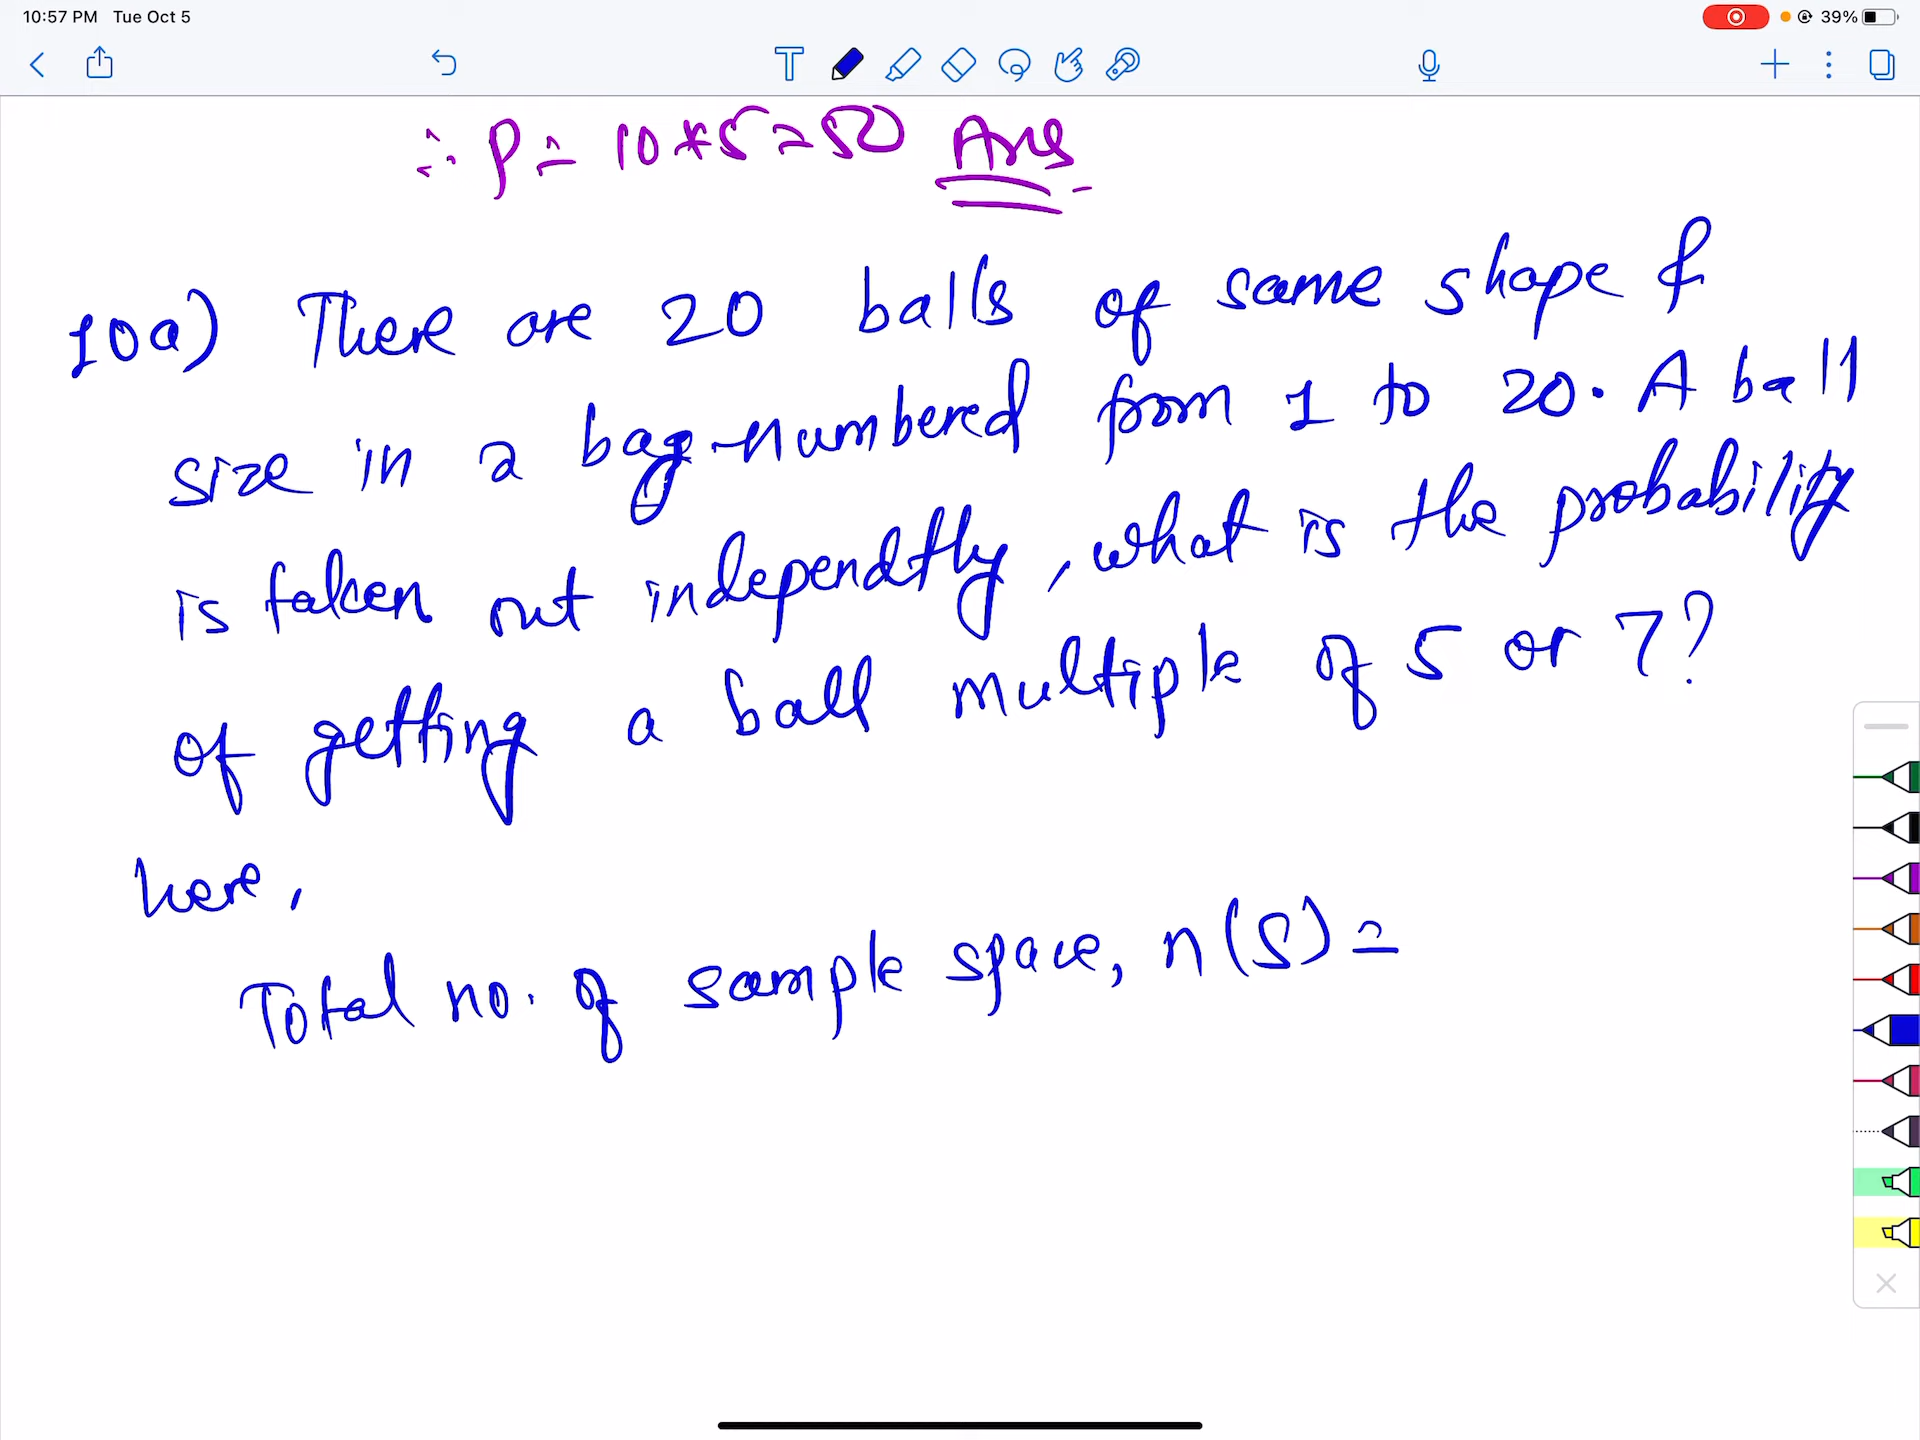 10:57 PM Tue Oct 5
39%
∴ P = 10*5=50 Ans
10a) There are 20 balls of same shape &
size in a bag numbered from 1 to 20. A ball
is taken out independtly, what is the probability
of getting a ball multiple of 5 or 7?
here,
Total no. of sample space, n(S) =